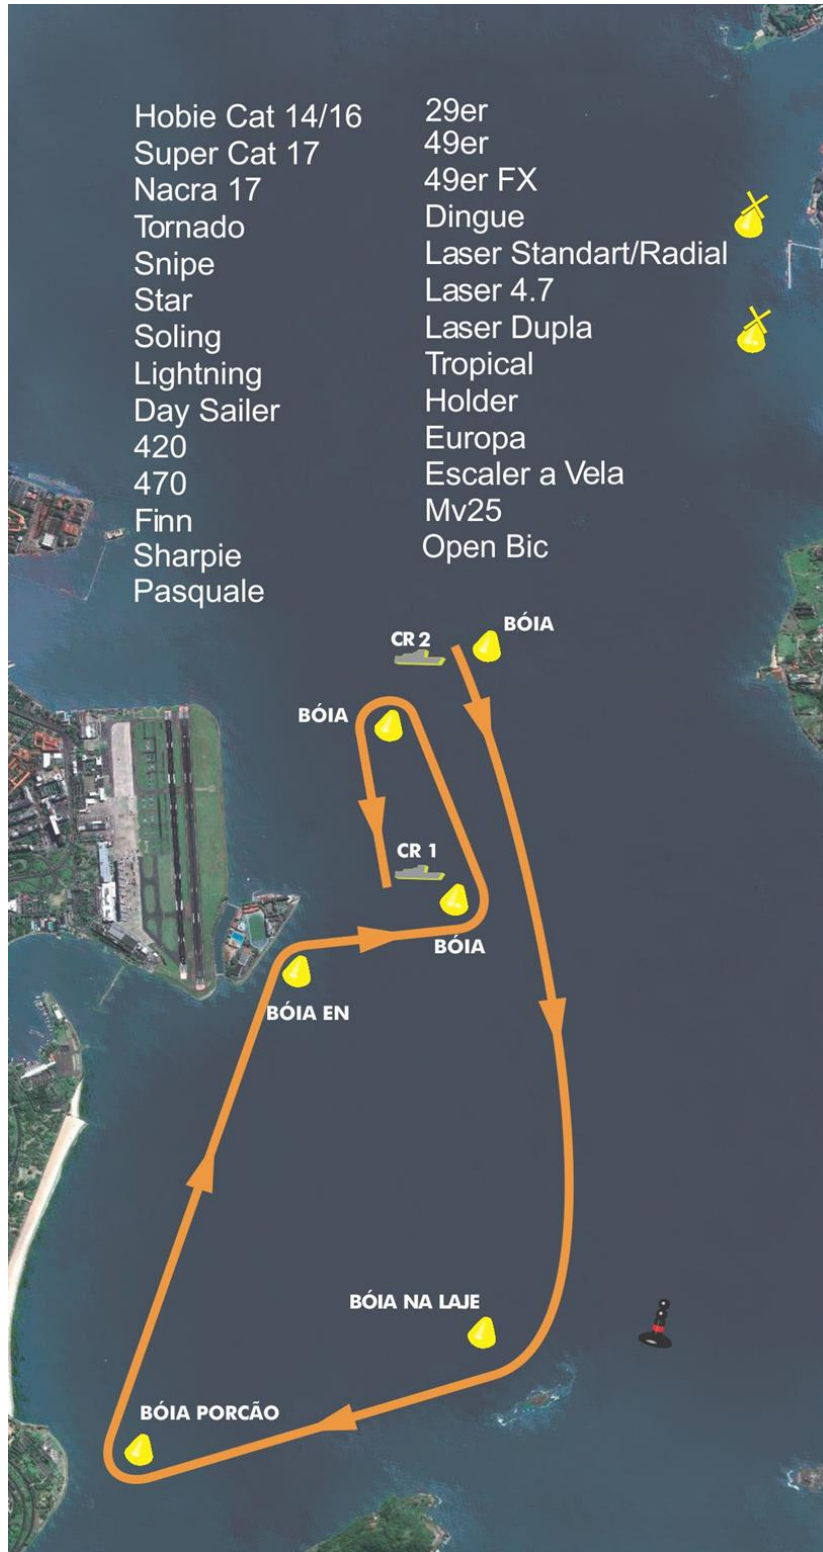 Hobie Cat 14/16
Super Cat 17
Nacra 17
Tornado
Snipe
Star
Soling
Lightning
Day Sailer
420
470
Finn
Sharpie
Pasquale
29er
49er
49er FX
Dingue
Laser Standart/Radial
Laser 4.7
Laser Dupla
Tropical
Holder
Europa
Escaler a Vela
Mv25
Open Bic
BÓIA
CR 2
BÓIA
CR 1
BÓIA
BÓIA EN
BÓIA NA LAJE
BÓIA PORCÃO